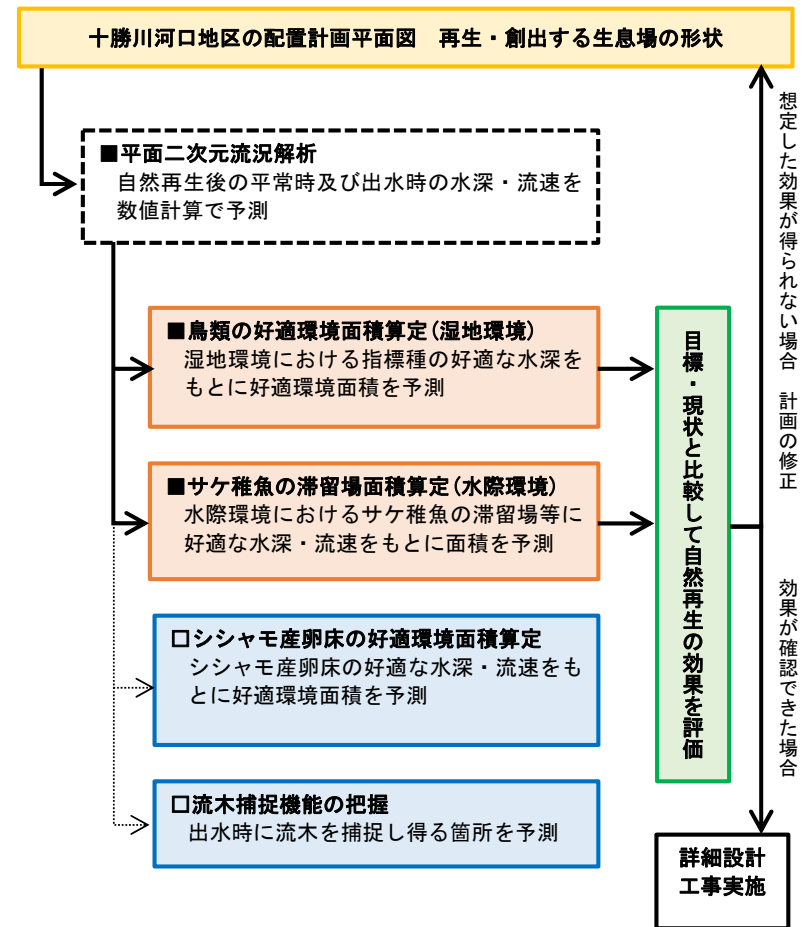 十勝川河口地区の配置計画平面図　再生・創出する生息場の形状
■平面二次元流況解析
自然再生後の平常時及び出水時の水深・流速を
数値計算で予測
■鳥類の好適環境面積算定（湿地環境）
湿地環境における指標種の好適な水深を
もとに好適環境面積を予測
■サケ稚魚の滞留場面積算定（水際環境）
水際環境におけるサケ稚魚の滞留場等に
好適な水深・流速をもとに面積を予測
□シシャモ産卵床の好適環境面積算定
シシャモ産卵床の好適な水深・流速をも
とに好適環境面積を予測
□流木捕捉機能の把握
出水時に流木を捕捉し得る箇所を予測
目標・現状と比較して自然再生の効果を評価
想定した効果が得られない場合　計画の修正
効果が確認できた場合
詳細設計
工事実施